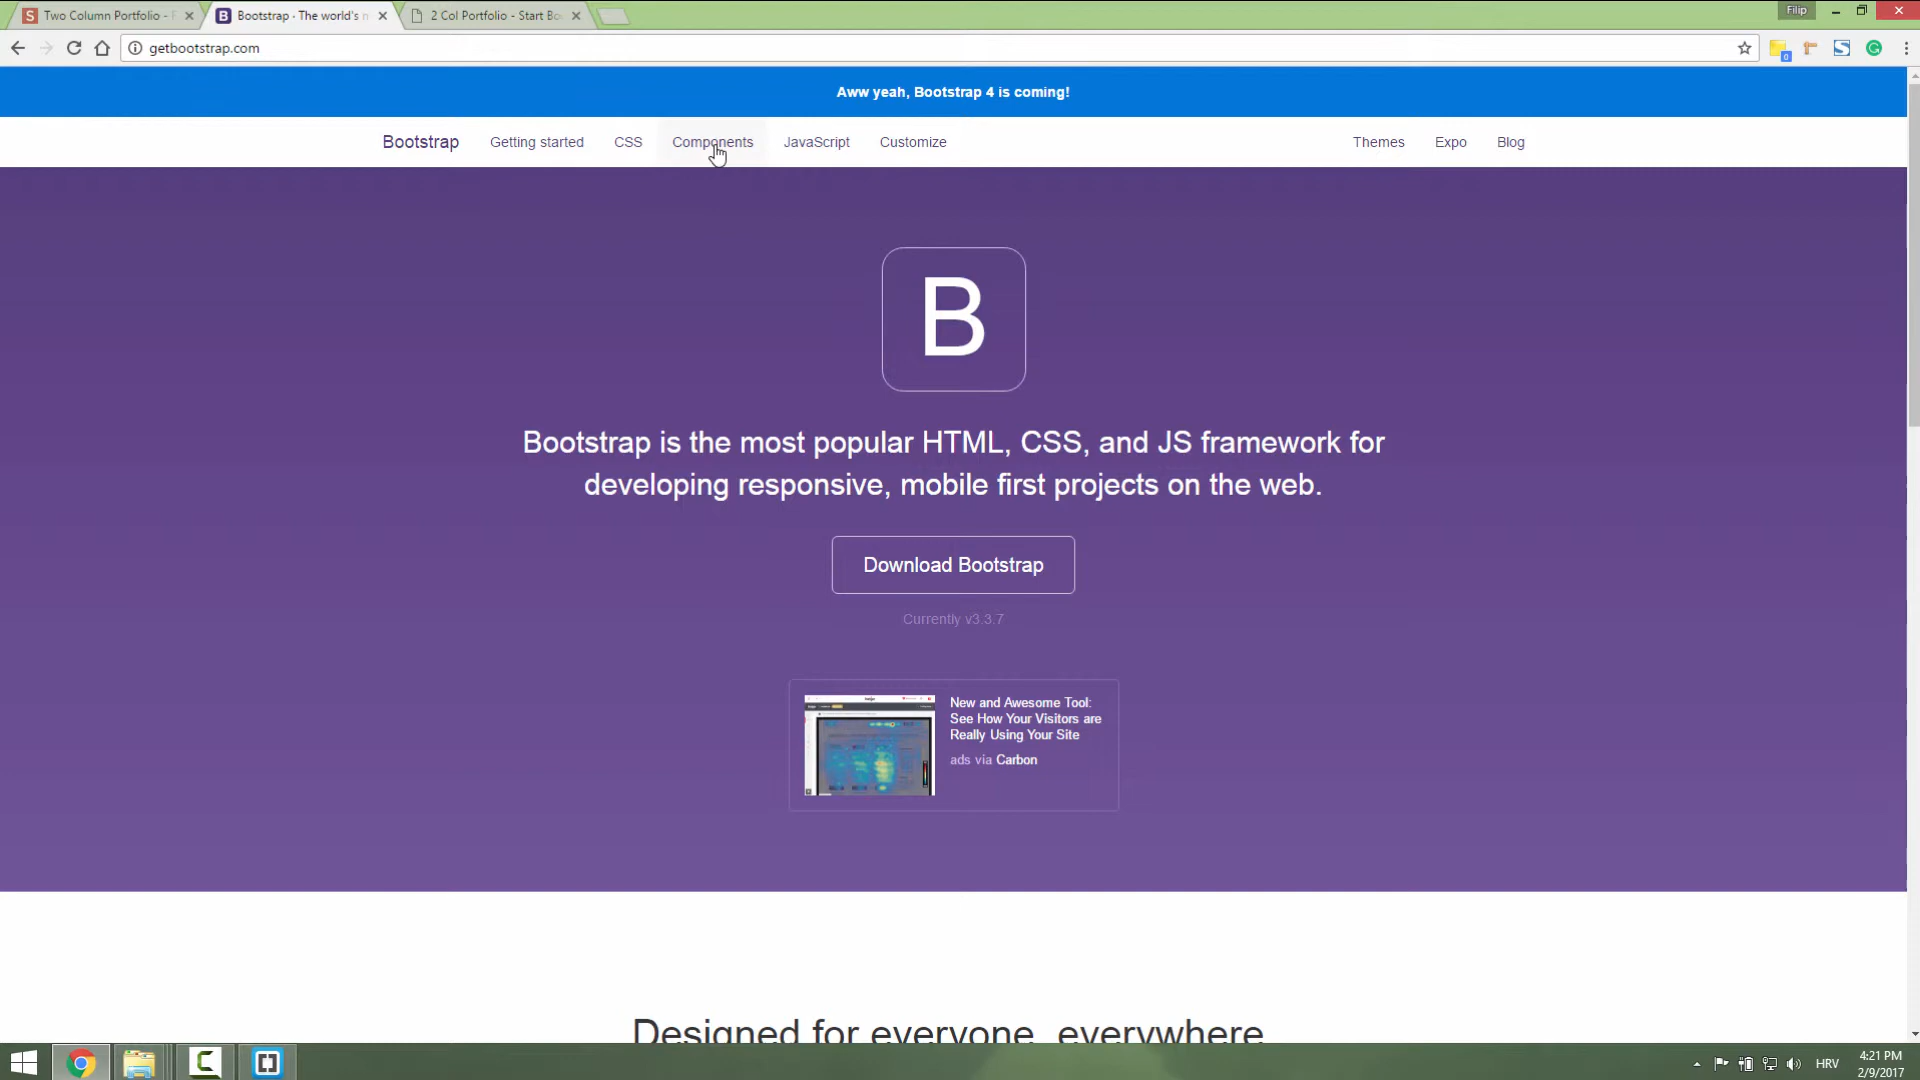 Two Column Portfolio - F
Bootstrap · The world's m
2 Col Portfolio - Start Bo
Filip
getbootstrap.com
0
Aww yeah, Bootstrap 4 is coming!
Bootstrap Getting started CSS Components JavaScript Customize Themes Expo Blog
B
Bootstrap is the most popular HTML, CSS, and JS framework for
developing responsive, mobile first projects on the web.
Download Bootstrap
Currently v3.3.7
New and Awesome Tool:
See How Your Visitors are
Really Using Your Site
ads via Carbon
Designed for everyone, everywhere
HRV
4:21 PM
2/9/2017